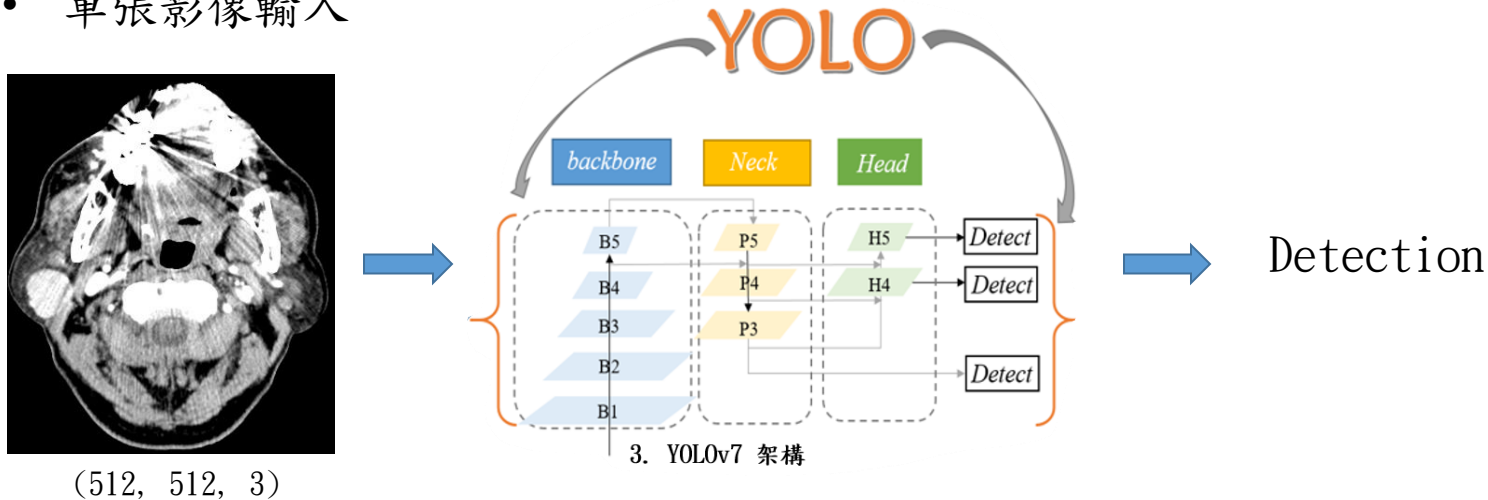 • 單張影像輸入
YOLO
backbone
Neck
Head
B5
P5
H5
Detect
B4
P4
H4
Detect
B3
P3
B2
Detect
B1
3. YOLOv7 架構
Detection
(512, 512, 3)